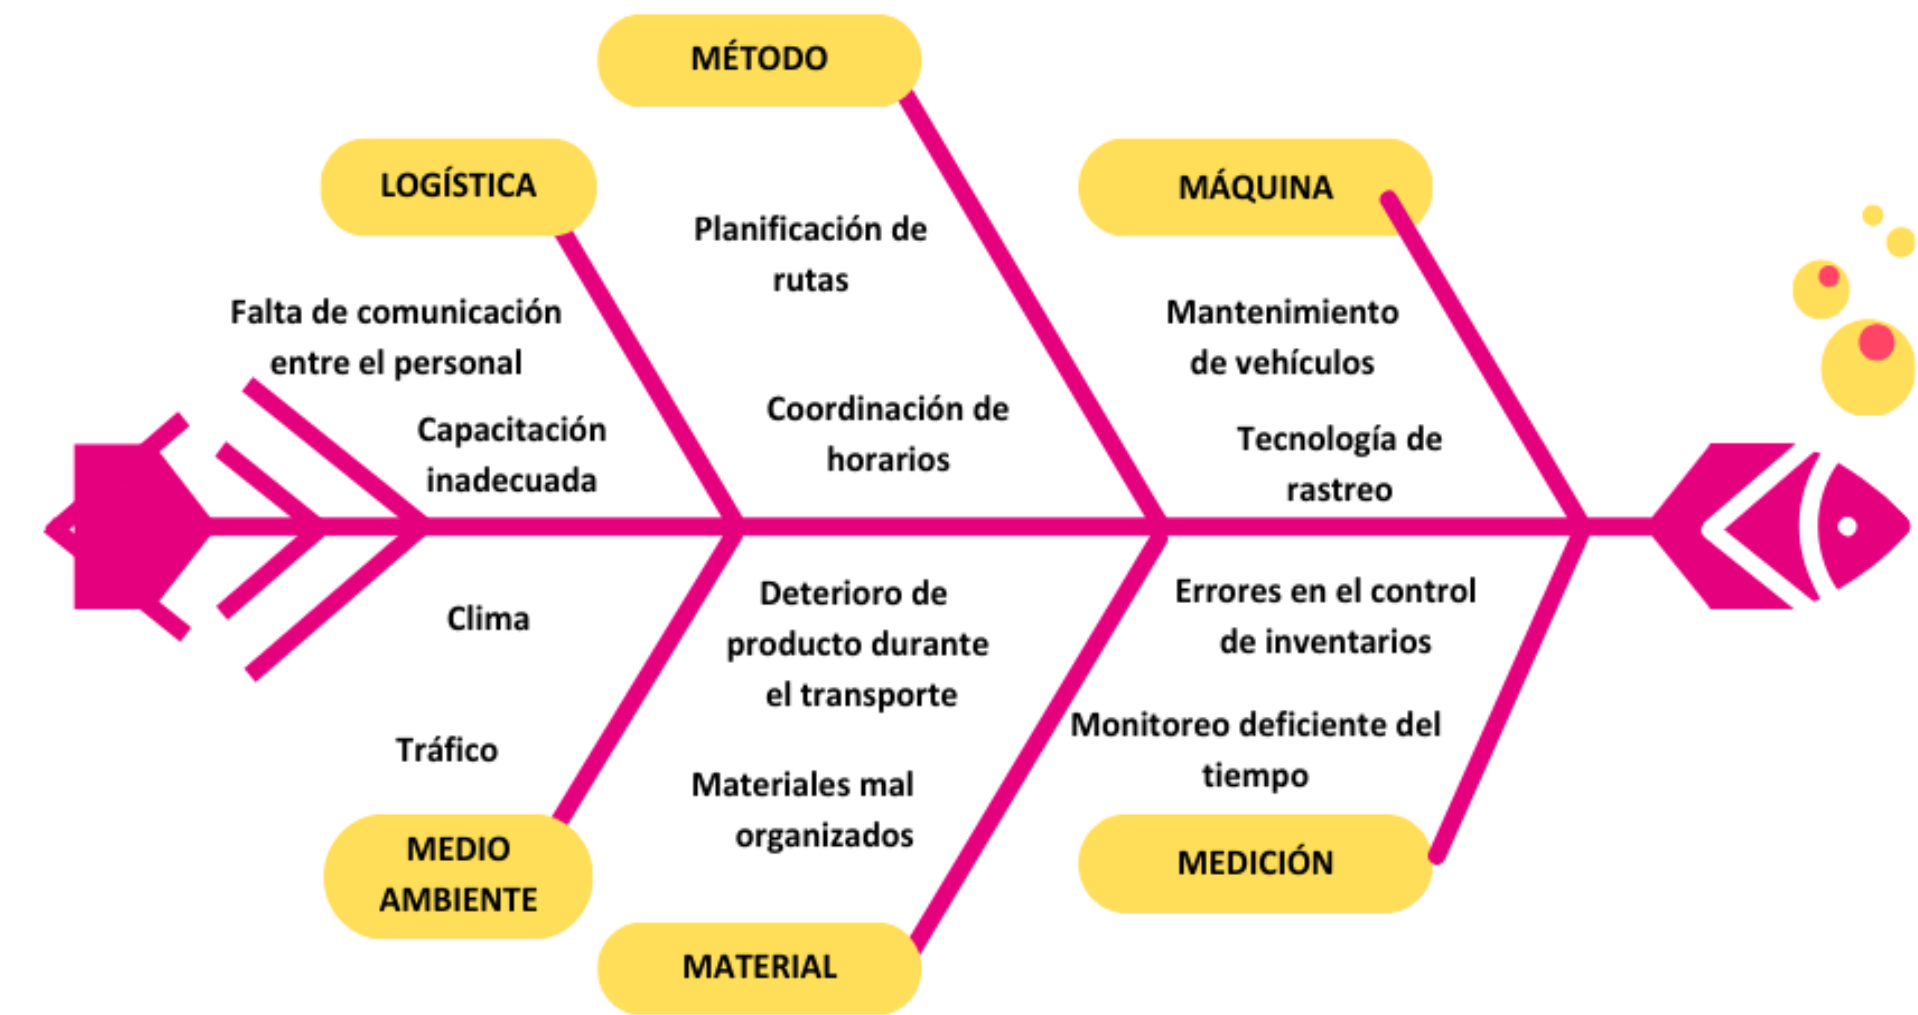 MÉTODO
LOGÍSTICA
MÁQUINA
Falta de comunicación
entre el personal
Capacitación
inadecuada
Planificación de
rutas
Coordinación de
horarios
Mantenimiento
de vehículos
Tecnología de
rastreo
Clima
Tráfico
Deterioro de
producto durante
el transporte
Materiales mal
organizados
Errores en el control
de inventarios
Monitoreo deficiente del
tiempo
MEDIO
AMBIENTE
MATERIAL
MEDICIÓN